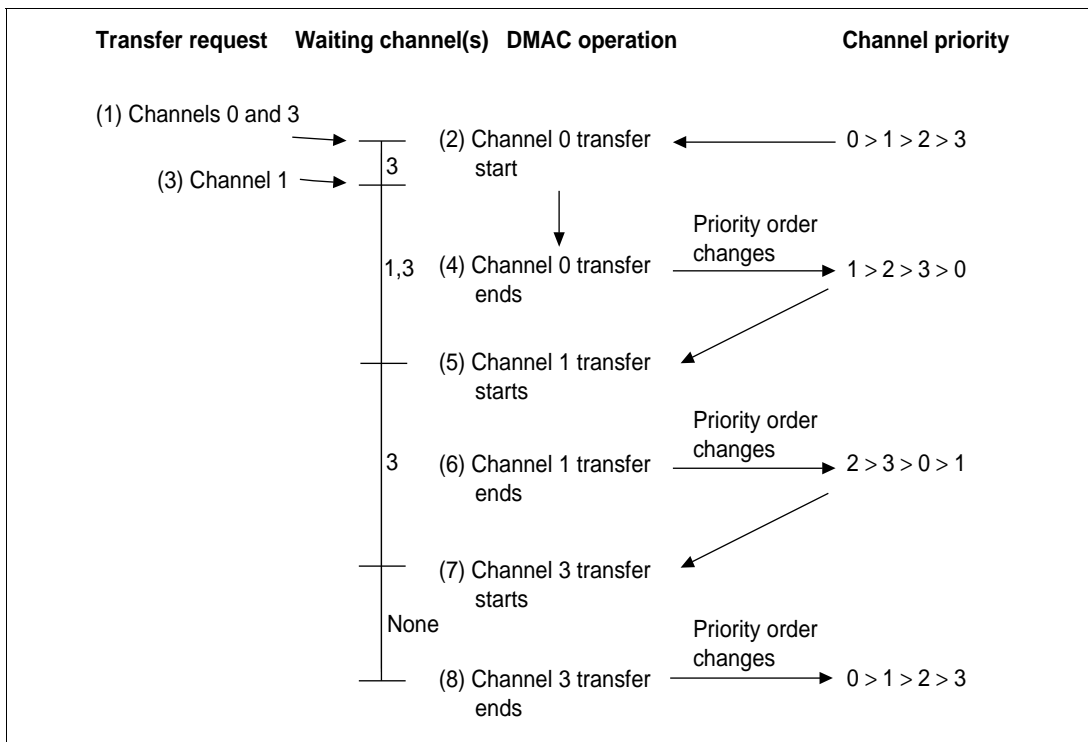 Transfer request Waiting channel(s) DMAC operation Channel priority
(1) Channels 0 and 3
(2) Channel 0 transfer
start
0 > 1 > 2 > 3
3
(3) Channel 1
Priority order
changes
1,3
(4) Channel 0 transfer
ends
1 > 2 > 3 > 0
(5) Channel 1 transfer
starts
Priority order
changes
3
(6) Channel 1 transfer
ends
2 > 3 > 0 > 1
(7) Channel 3 transfer
starts
None
Priority order
changes
(8) Channel 3 transfer
ends
0 > 1 > 2 > 3